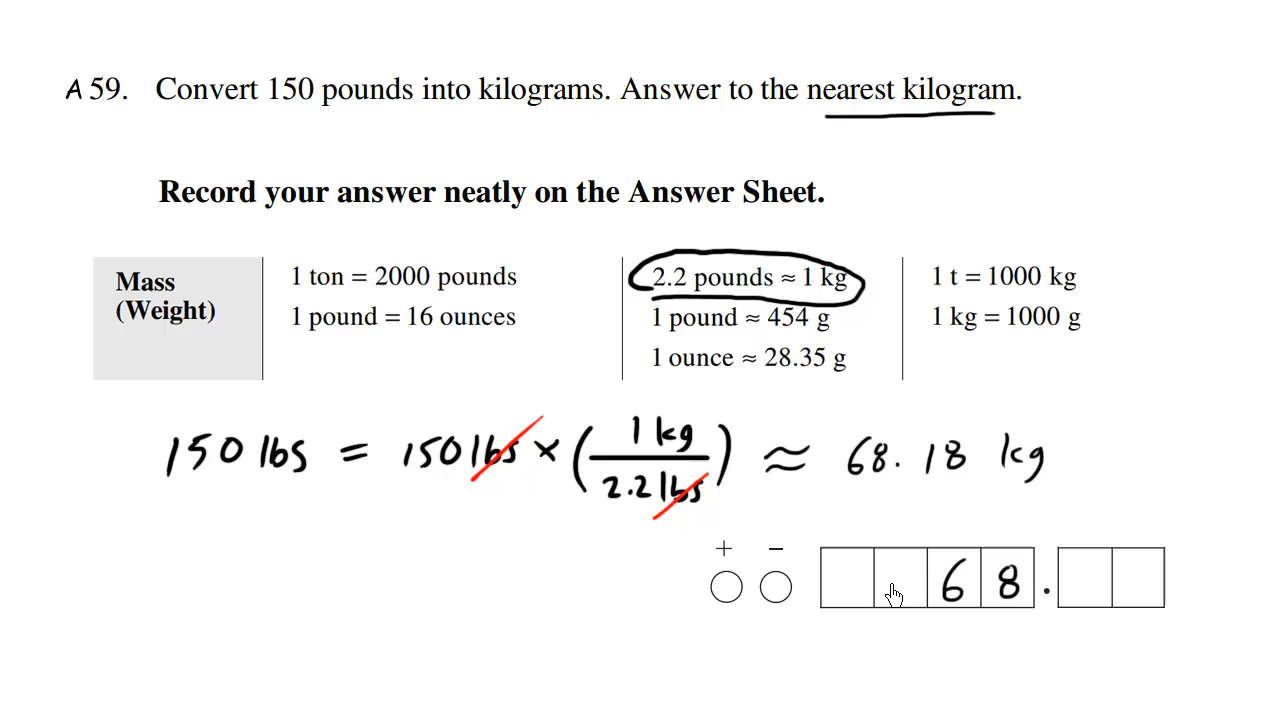 A 59. Convert 150 pounds into kilograms. Answer to the nearest kilogram.
Record your answer neatly on the Answer Sheet.
Mass (Weight)
1 ton = 2000 pounds
1 pound = 16 ounces
2.2 pounds ≈ 1 kg
1 pound ≈ 454 g
1 ounce ≈ 28.35 g
1 t = 1000 kg
1 kg = 1000 g
150 lbs = 150 lbs × (1 kg / 2.2 lbs) ≈ 68.18 kg
+ −
68.